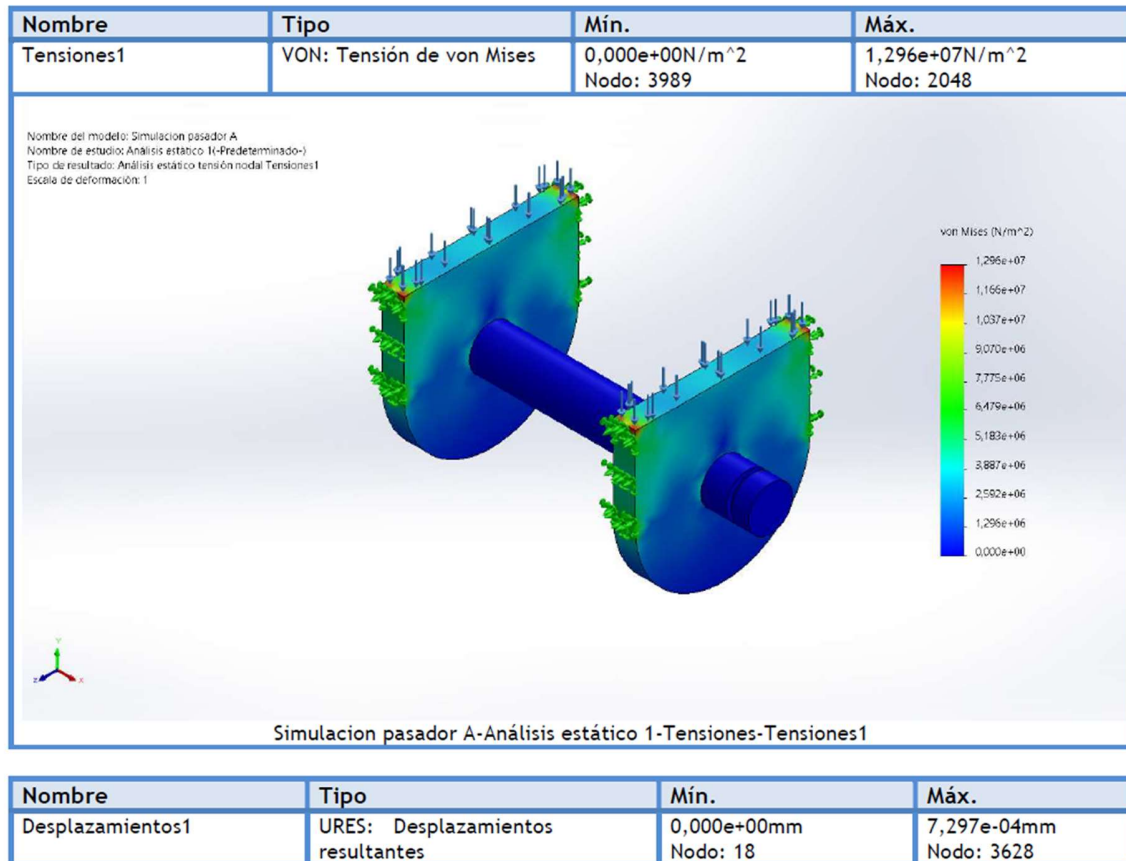 Nombre Tipo Mín. Máx.
Tensiones1 VON: Tensión de von Mises 0,000e+00N/m^2 1,296e+07N/m^2
Nodo: 3989 Nodo: 2048
Nombre del modelo: Simulacion pasador A
Nombre de estudio: Análisis estático 1(-Predeterminado-)
Tipo de resultado: Análisis estático tensión nodal Tensiones1
Escala de deformación: 1
von Mises (N/m^2)
1,296e+07
1,166e+07
1,037e+07
9,070e+06
7,775e+06
6,479e+06
5,183e+06
3,887e+06
2,592e+06
1,296e+06
0,000e+00
Y
Z X
Simulacion pasador A-Análisis estático 1-Tensiones-Tensiones1
Nombre Tipo Mín. Máx.
Desplazamientos1 URES: Desplazamientos 0,000e+00mm 7,297e-04mm
resultantes Nodo: 18 Nodo: 3628